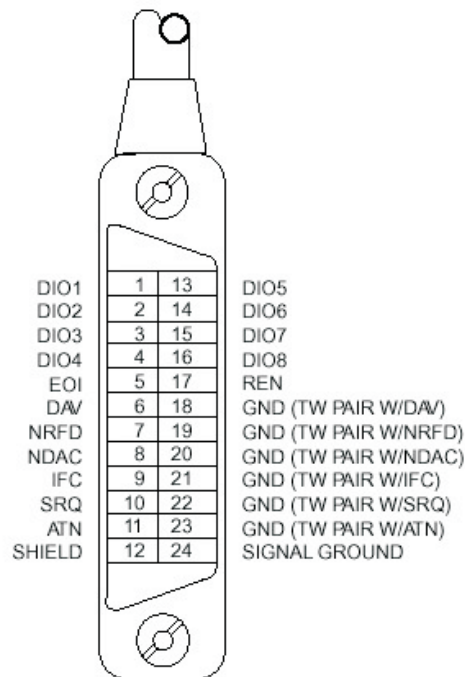 DIO1 1 13 DIO5
DIO2 2 14 DIO6
DIO3 3 15 DIO7
DIO4 4 16 DIO8
EOI 5 17 REN
DAV 6 18 GND (TW PAIR W/DAV)
NRFD 7 19 GND (TW PAIR W/NRFD)
NDAC 8 20 GND (TW PAIR W/NDAC)
IFC 9 21 GND (TW PAIR W/IFC)
SRQ 10 22 GND (TW PAIR W/SRQ)
ATN 11 23 GND (TW PAIR W/ATN)
SHIELD 12 24 SIGNAL GROUND